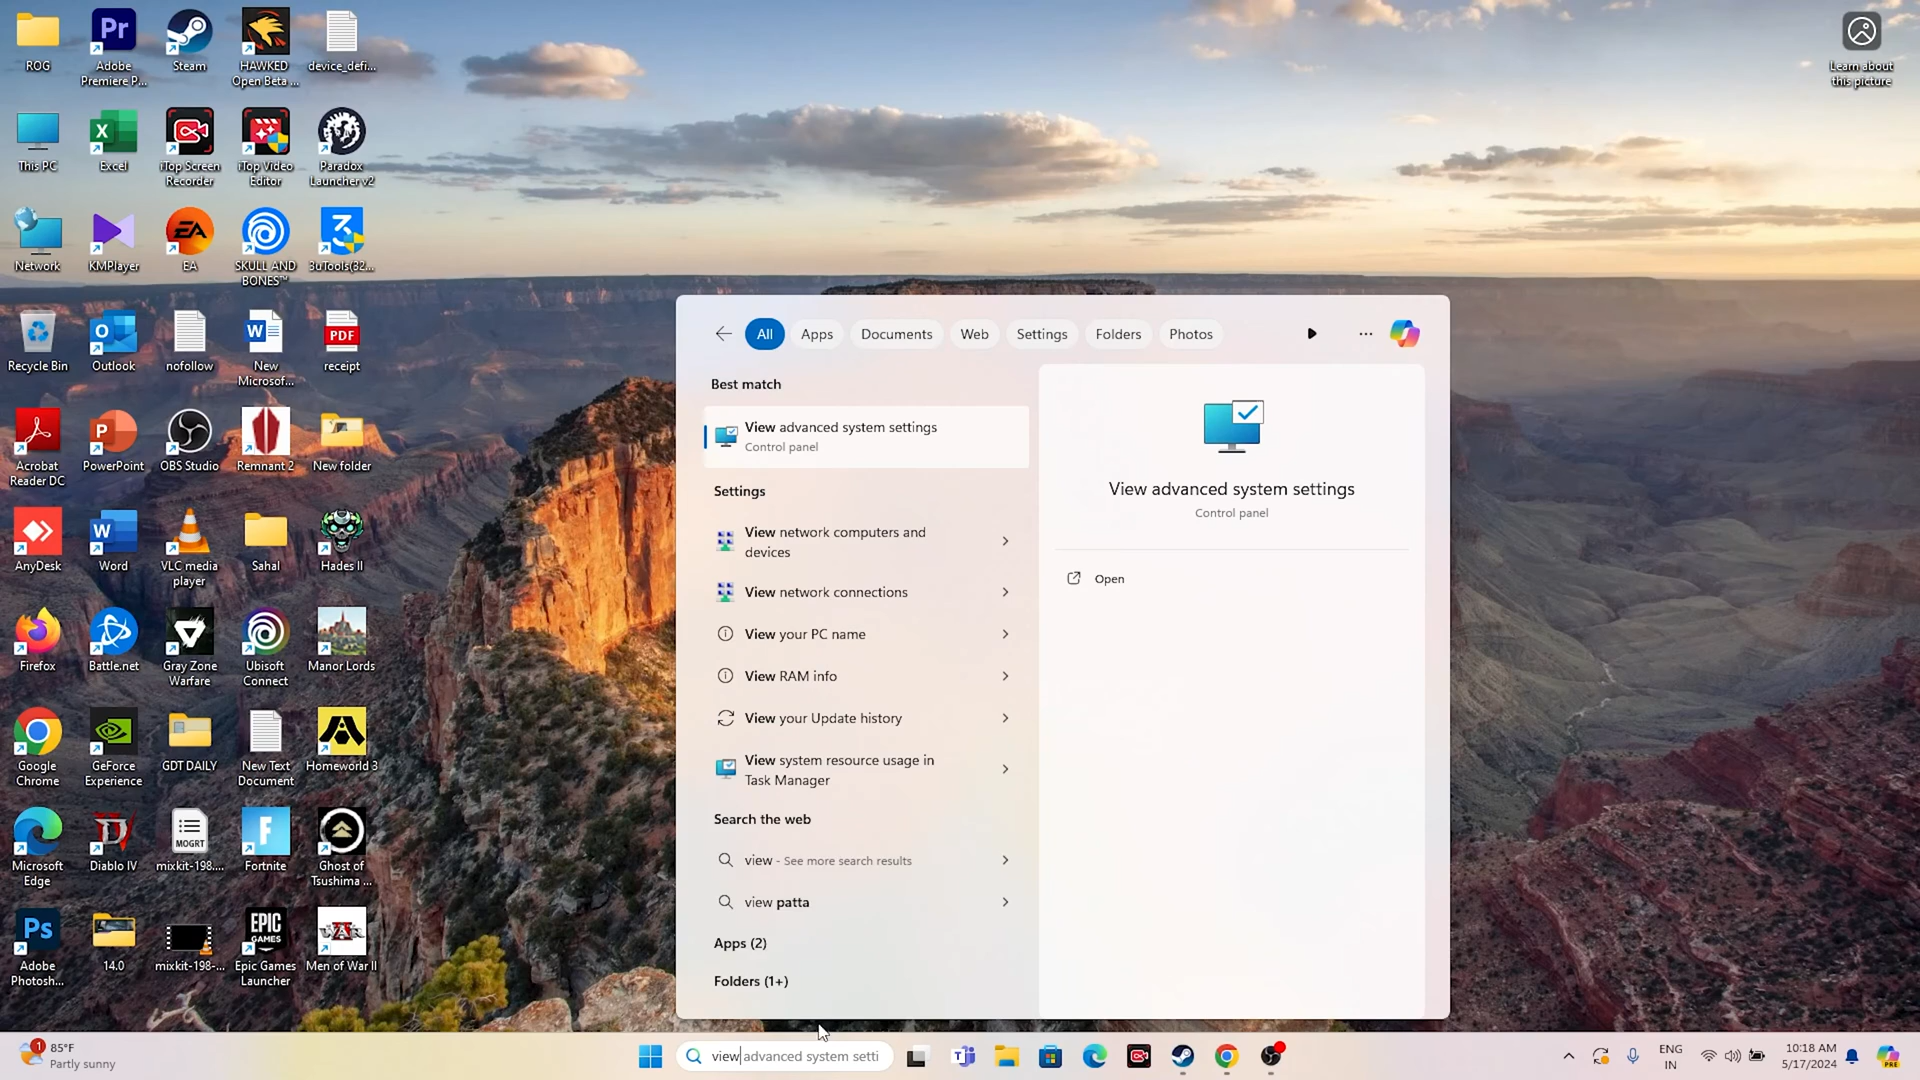 ROG
Adobe
Premiere P...
Steam
HAWKED
Open Beta ...
device_defi...
This PC
Excel
iTop Screen
Recorder
iTop Video
Editor
Paradox
Launcher v2
Network
KMPlayer
EA
SKULL AND
BONES™
3uTools(32...
Recycle Bin
Outlook
nofollow
New
Microsof...
PDF
receipt
Acrobat
Reader DC
PowerPoint
OBS Studio
Remnant 2
New folder
AnyDesk
Word
VLC media
player
Sahal
Hades II
Firefox
Battle.net
Gray Zone
Warfare
Ubisoft
Connect
Manor Lords
Google
Chrome
GeForce
Experience
GDT DAILY
New Text
Document
Homeworld 3
Microsoft
Edge
Diablo IV
MOGRT
mixkit-198....
Fortnite
Ghost of
Tsushima ...
Adobe
Photosh...
14.0
mixkit-198-...
EPIC
GAMES
Epic Games
Launcher
Men of War II
Learn about
this picture
All
Apps
Documents
Web
Settings
Folders
Photos
Best match
View advanced system settings
Control panel
Settings
View network computers and
devices
View network connections
View your PC name
View RAM info
View your Update history
View system resource usage in
Task Manager
Search the web
view - See more search results
view patta
Apps (2)
Folders (1+)
View advanced system settings
Control panel
Open
1
85°F
Partly sunny
view advanced system setti
ENG
IN
10:18 AM
5/17/2024
PRE